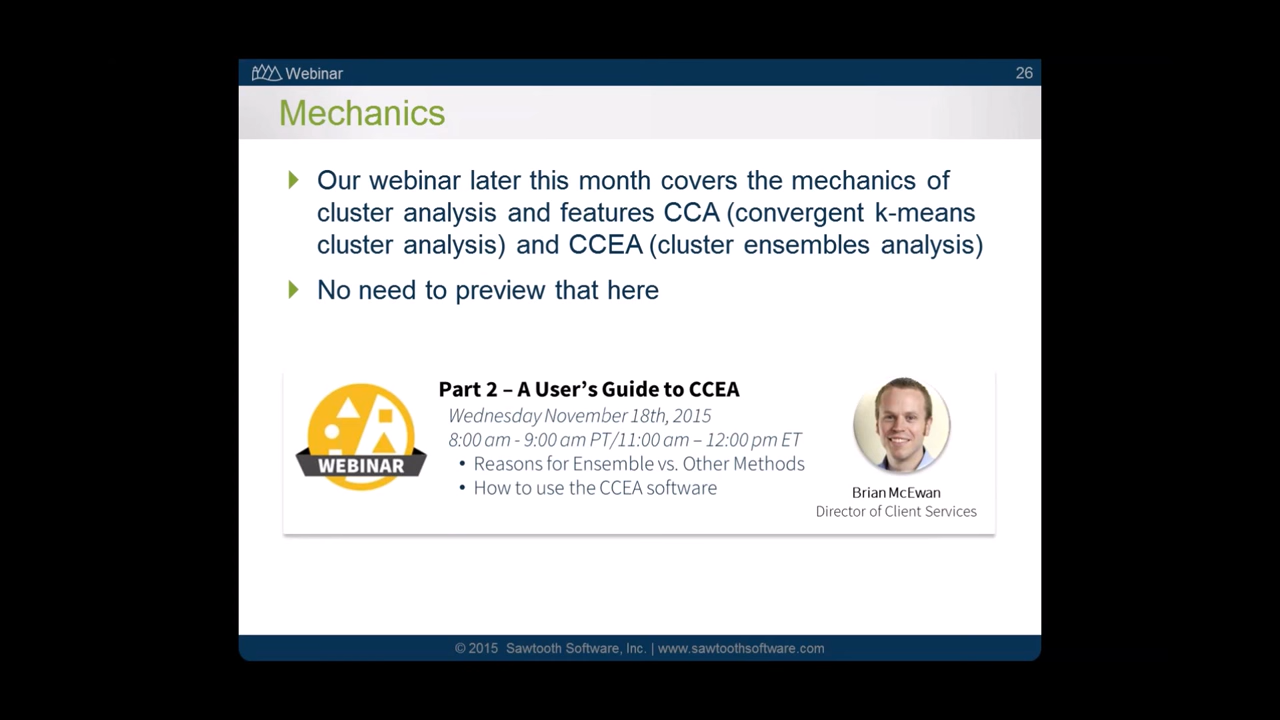 Webinar
26
Mechanics
Our webinar later this month covers the mechanics of
cluster analysis and features CCA (convergent k-means
cluster analysis) and CCEA (cluster ensembles analysis)
No need to preview that here
Part 2 – A User’s Guide to CCEA
Wednesday November 18th, 2015
8:00 am - 9:00 am PT/11:00 am – 12:00 pm ET
• Reasons for Ensemble vs. Other Methods
• How to use the CCEA software
WEBINAR
Brian McEwan
Director of Client Services
© 2015 Sawtooth Software, Inc. | www.sawtoothsoftware.com